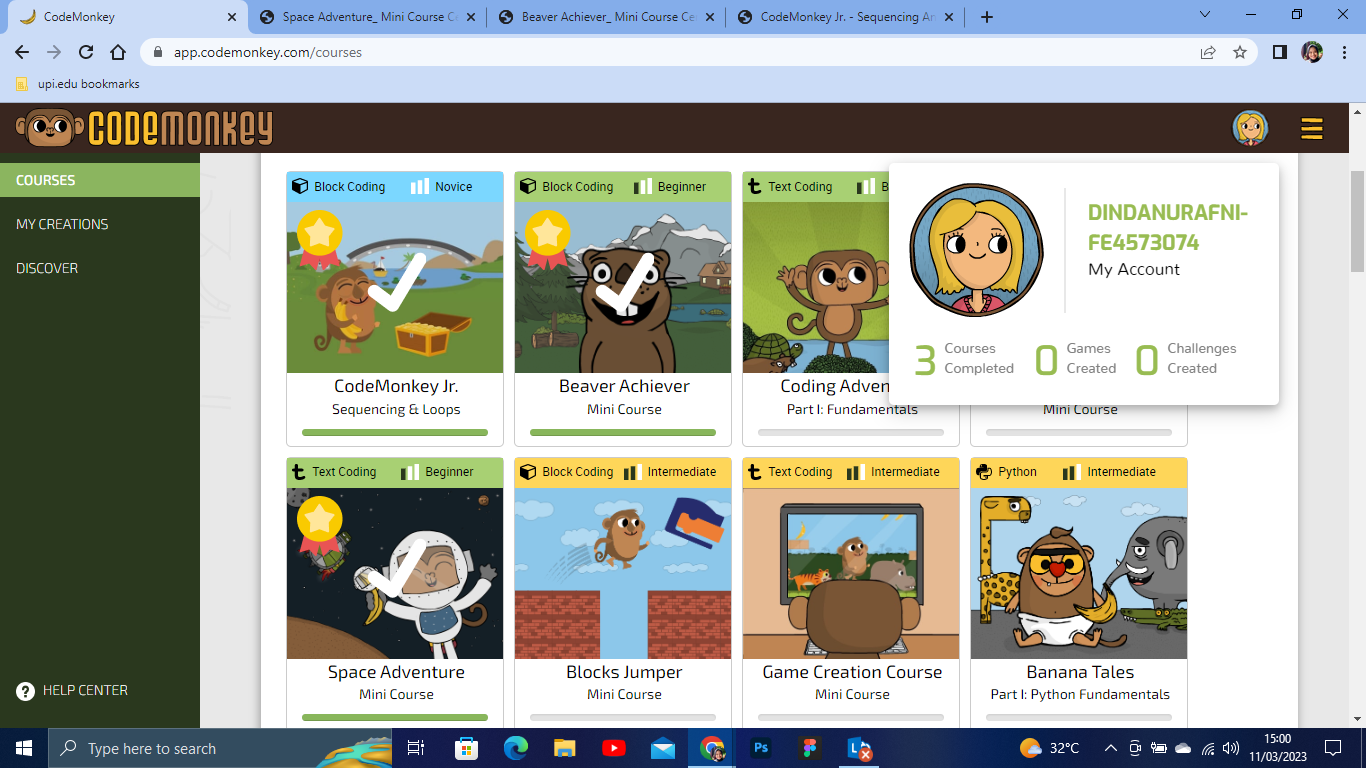 CodeMonkey
Space Adventure_ Mini Course C
Beaver Achiever_ Mini Course Ce
CodeMonkey Jr. - Sequencing An
app.codemonkey.com/courses
upi.edu bookmarks
CODEMONKEY
COURSES
MY CREATIONS
DISCOVER
HELP CENTER
Block Coding Novice
CodeMonkey Jr.
Sequencing & Loops
Block Coding Beginner
Beaver Achiever
Mini Course
t Text Coding B
Coding Adven
Part I: Fundamentals
Mini Course
DINDANURAFNI-
FE4573074
My Account
3 Courses
Completed
0 Games
Created
0 Challenges
Created
t Text Coding Beginner
Space Adventure
Mini Course
Block Coding Intermediate
Blocks Jumper
Mini Course
t Text Coding Intermediate
Game Creation Course
Mini Course
Python Intermediate
Banana Tales
Part I: Python Fundamentals
Type here to search
Ps
32°C
15:00
11/03/2023